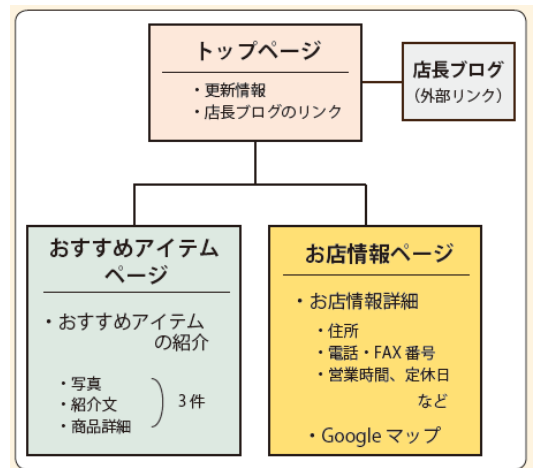 トップページ
・更新情報
・店長ブログのリンク
店長ブログ
（外部リンク）
おすすめアイテム
ページ
・おすすめアイテム
の紹介
・写真
・紹介文
・商品詳細
3件
お店情報ページ
・お店情報詳細
・住所
・電話・FAX 番号
・営業時間、定休日
など
・Google マップ